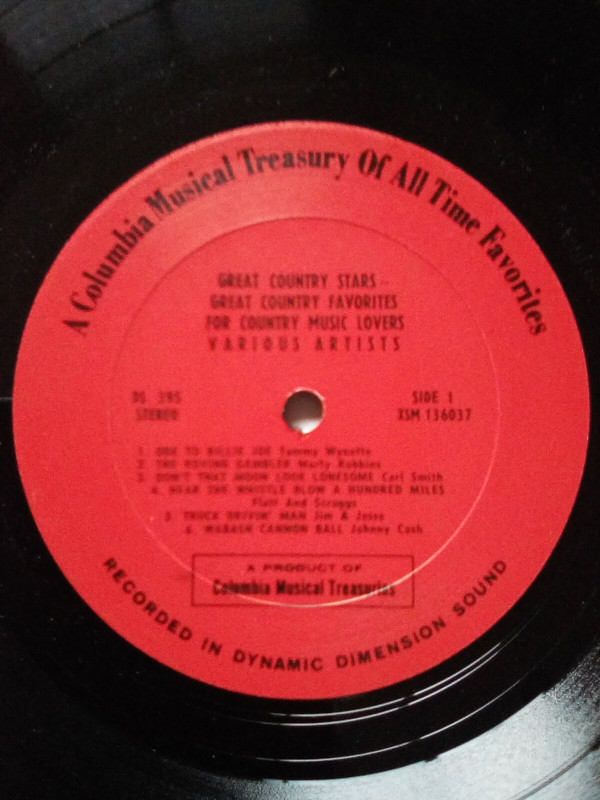 A Columbia Musical Treasury Of All Time Favorites
GREAT COUNTRY STARS--
GREAT COUNTRY FAVORITES
FOR COUNTRY MUSIC LOVERS
VARIOUS ARTISTS
DS 395
STEREO
SIDE 1
XSM 136037
1. ODE TO BILLIE JOE Tammy Wynette
2. THE ROVING GAMBLER Marty Robbins
3. DON'T THAT MOON LOOK LONESOME Carl Smith
4. HEAR THE WHISTLE BLOW A HUNDRED MILES
Flatt And Scruggs
5. TRUCK DRIVIN' MAN Jim & Jesse
6. WABASH CANNON BALL Johnny Cash
A PRODUCT OF
Columbia Musical Treasuries
RECORDED IN DYNAMIC DIMENSION SOUND